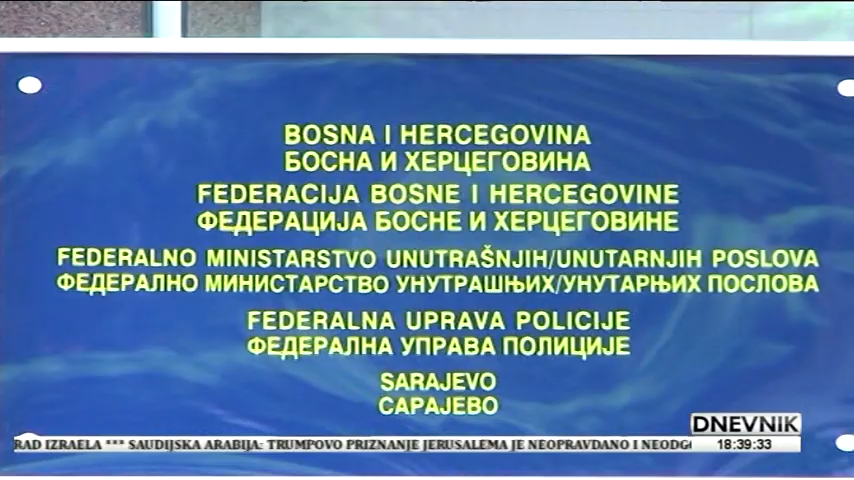 BOSNA I HERCEGOVINA
БОСНА И ХЕРЦЕГОВИНА
FEDERACIJA BOSNE I HERCEGOVINE
ФЕДЕРАЦИЈА БОСНЕ И ХЕРЦЕГОВИНЕ
FEDERALNO MINISTARSTVO UNUTRAŠNJIH/UNUTARNJIH POSLOVA
ФЕДЕРАЛНО МИНИСТАРСТВО УНУТРАШЊИХ/УНУТАРЊИХ ПОСЛОВА
FEDERALNA UPRAVA POLICIJE
ФЕДЕРАЛНА УПРАВА ПОЛИЦИЈЕ
SARAJEVO
САРАЈЕВО
DNEVNIK
RAD IZRAELA *** SAUDIJSKA ARABIJA: TRUMPOVO PRIZNANJE JERUSALEMA JE NEOPRAVDANO I
18:39:33